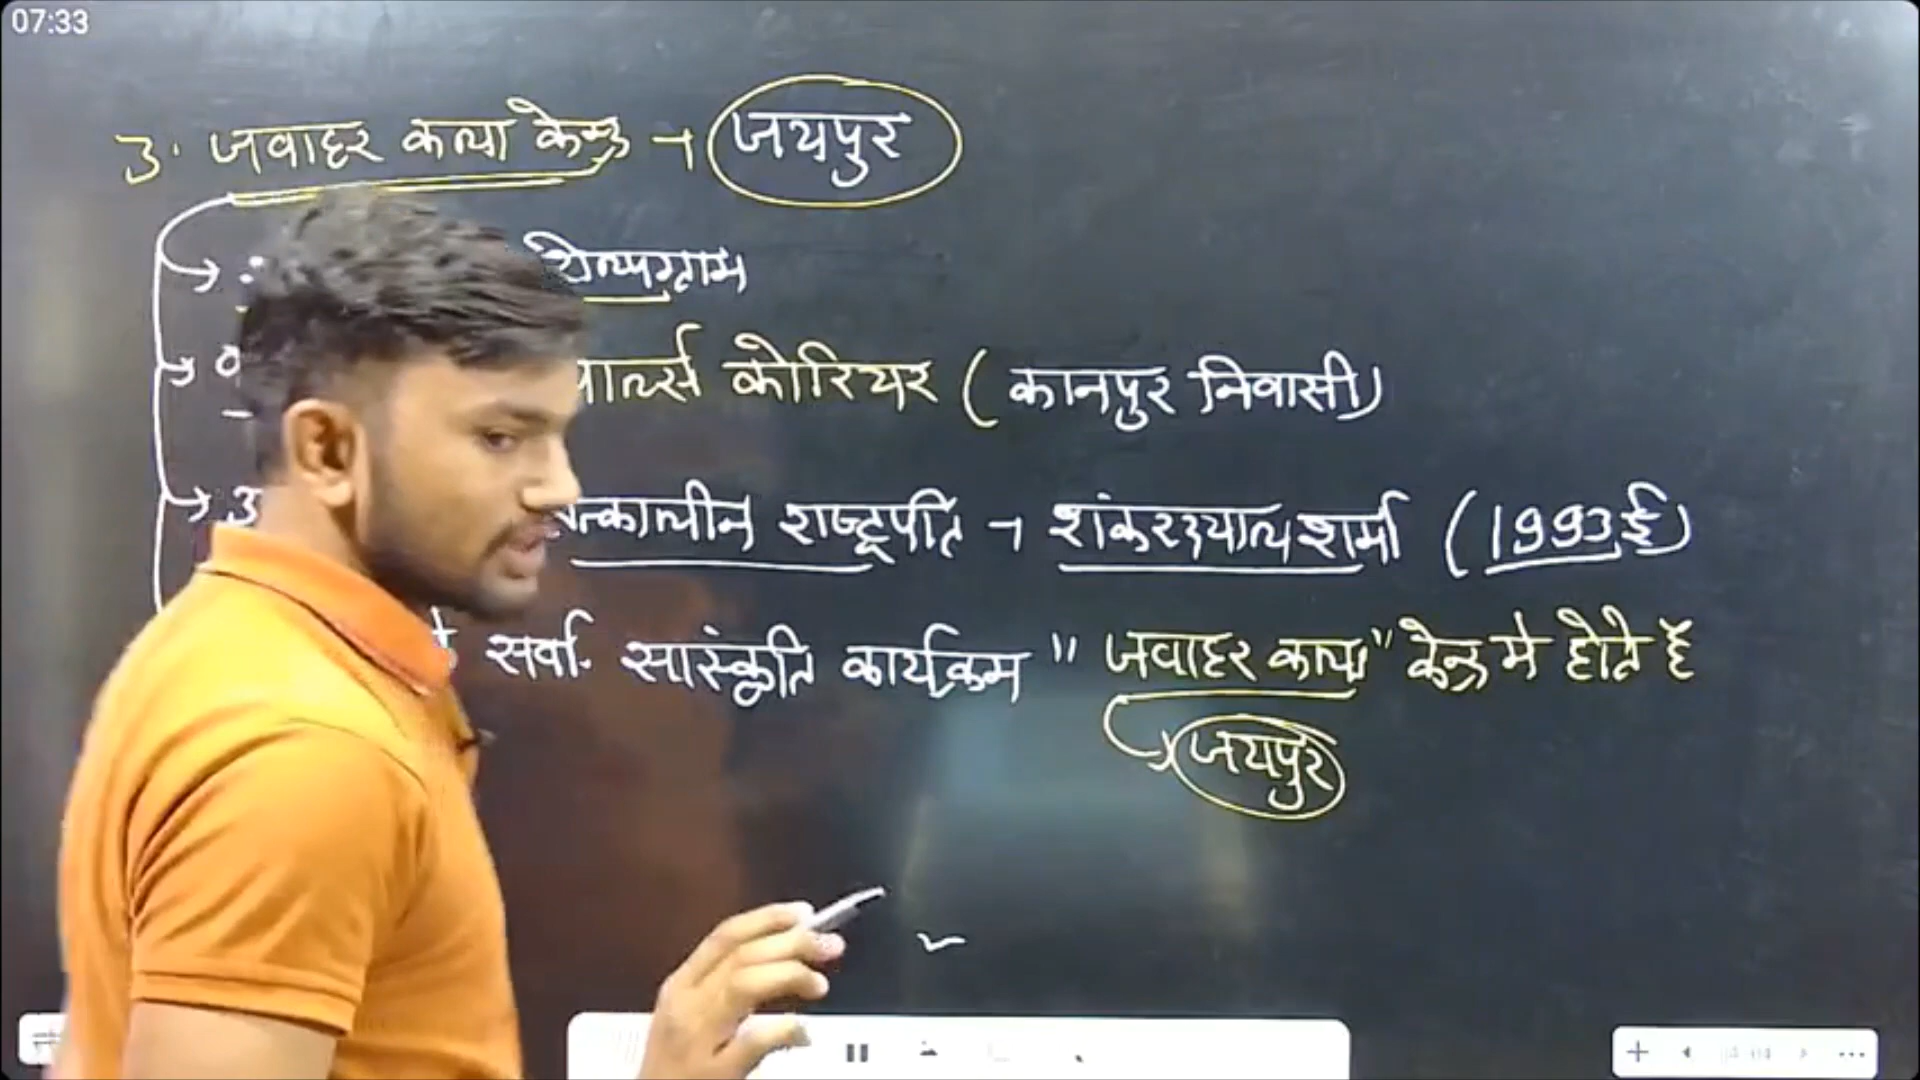 07:33
3. जवाहर कला केन्द्र → जयपुर
शिल्पग्राम
चार्ल्स कोरियर (कानपुर निवासी)
तत्कालीन राष्ट्रपति → शंकरदयाल शर्मा (1993 ई)
सर्वा. सांस्कृति कार्यक्रम "जवाहर कला" केन्द्र मे होते है
जयपुर